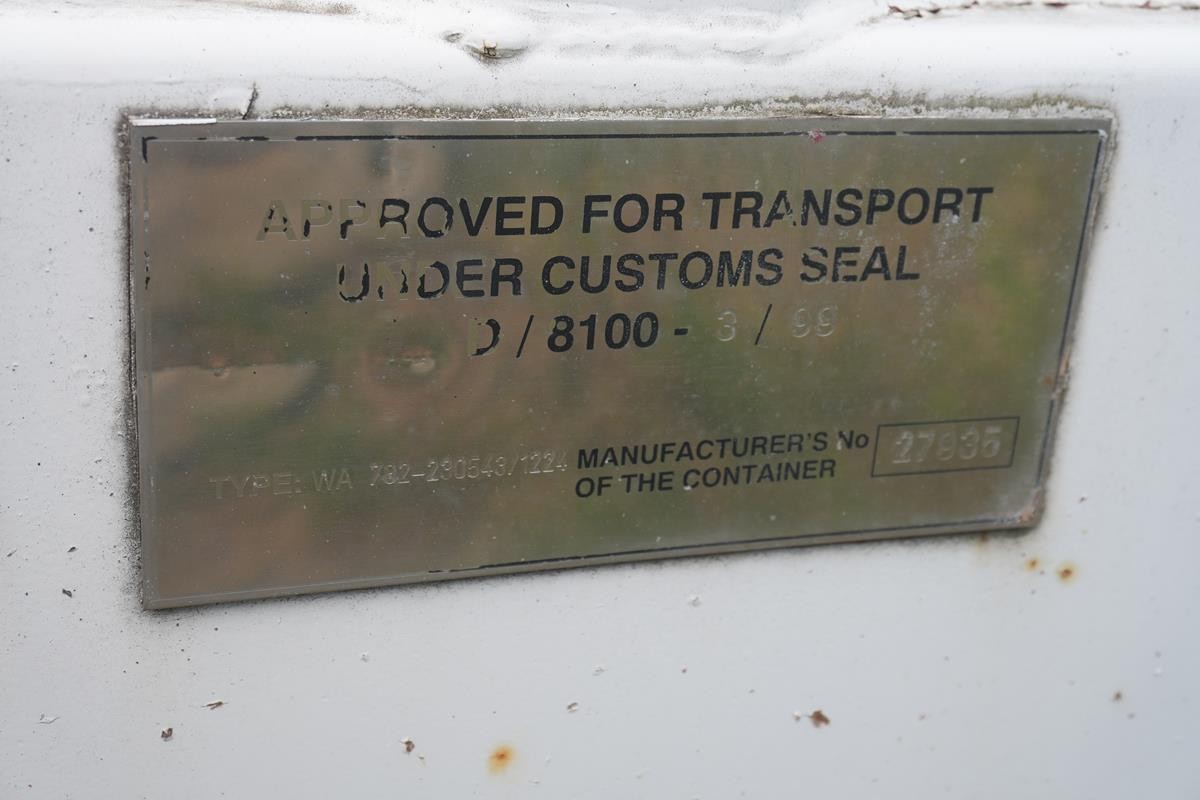 APPROVED FOR TRANSPORT
UNDER CUSTOMS SEAL
D / 8100 - 3 / 99
TYPE: WA 782-230543/1224
MANUFACTURER'S No 27935
OF THE CONTAINER